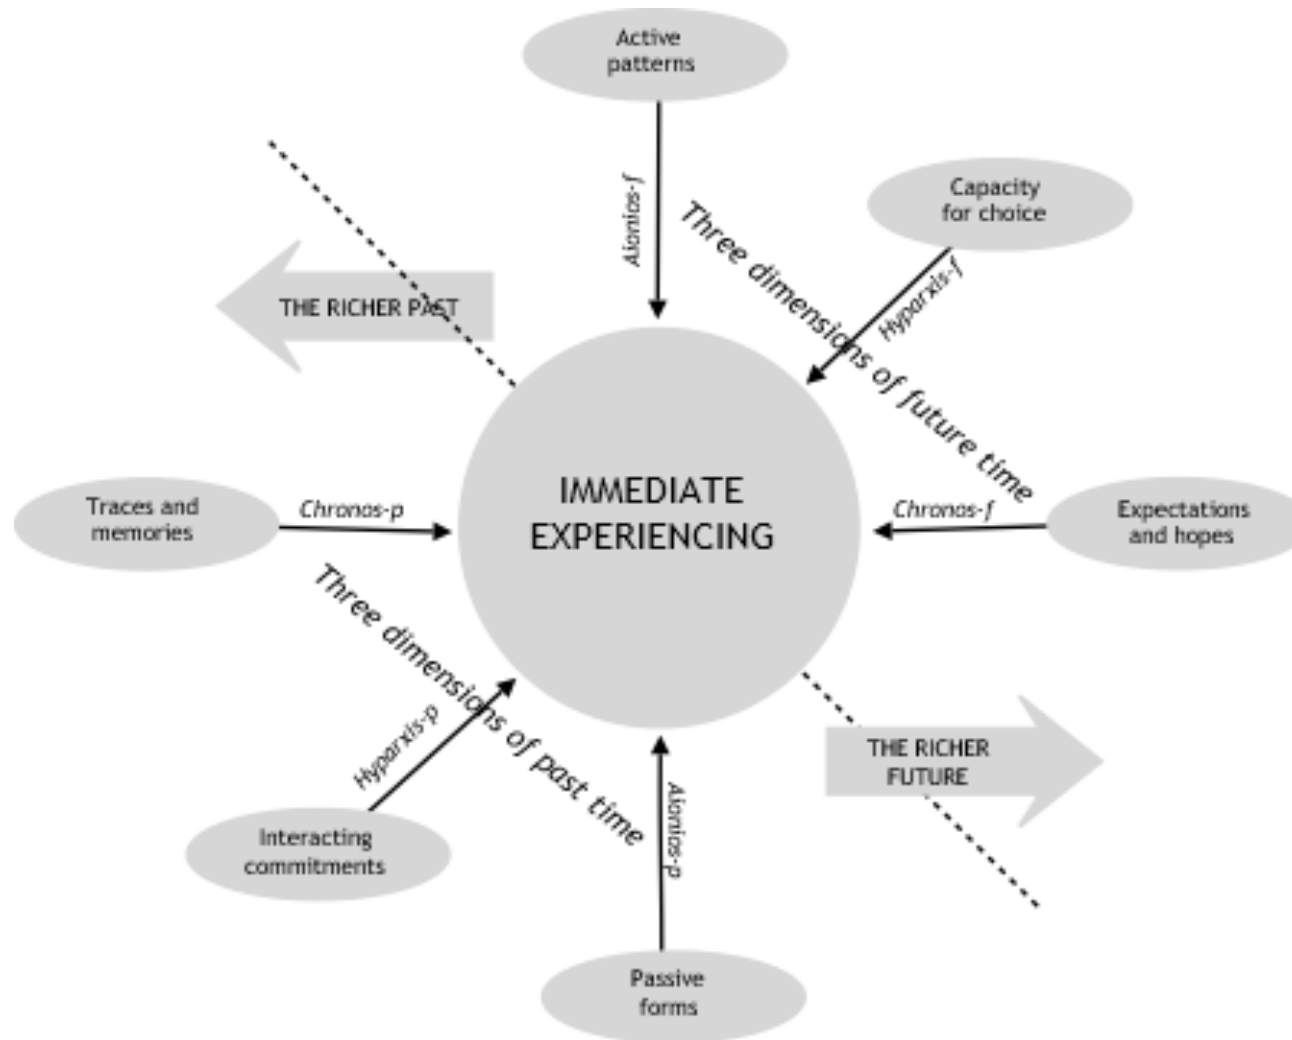 Active
patterns
Aionios-f
Capacity
for choice
Hyparxis-f
Three dimensions of future time
THE RICHER PAST
IMMEDIATE
EXPERIENCING
Traces and
memories
Chronos-p
Chronos-f
Expectations
and hopes
Three dimensions of past time
Hyparxis-p
Interacting
commitments
Aionios-p
THE RICHER
FUTURE
Passive
forms